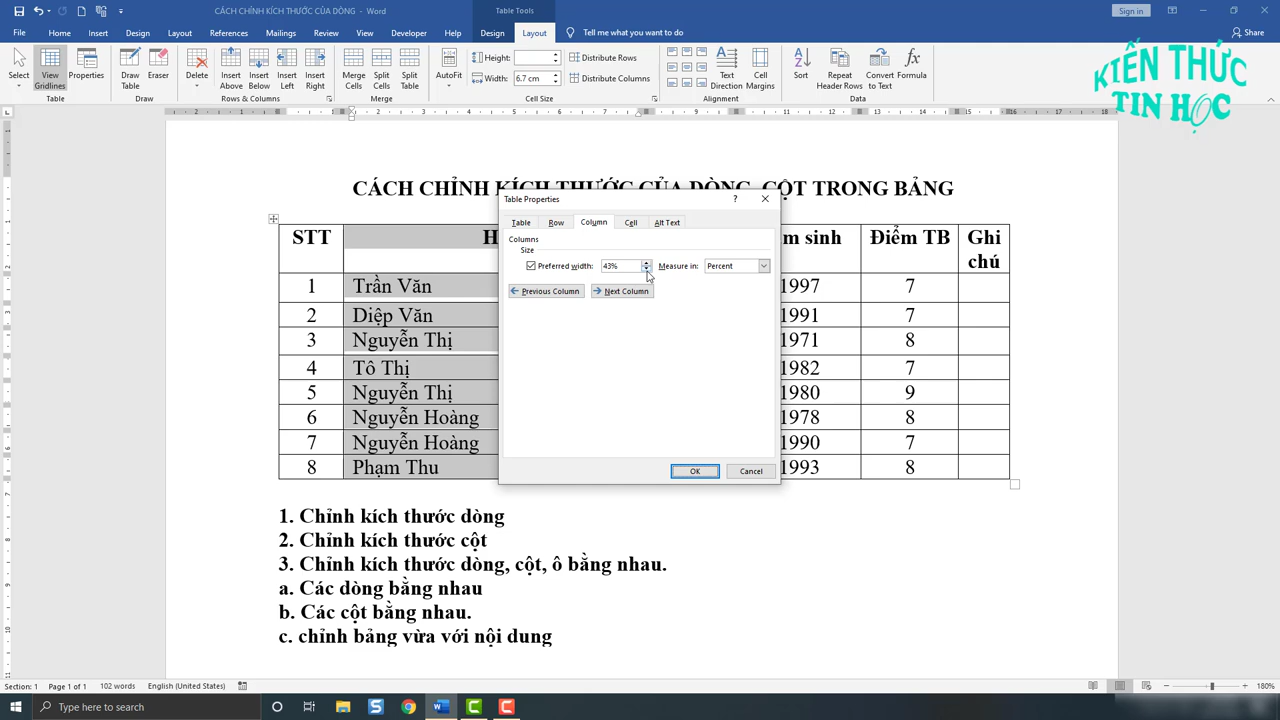 CÁCH CHỈNH KÍCH THƯỚC CỦA DÒNG - Word
Table Tools
Sign in
File Home Insert Draw Design Layout References Mailings Review View Developer Help Design Layout Tell me what you want to do
Share
Select
View Gridlines
Properties
Draw Table
Eraser
Delete
Insert Above
Insert Below
Insert Left
Insert Right
Merge Cells
Split Cells
Split Table
AutoFit
Height:
Width: 6.7 cm
Distribute Rows
Distribute Columns
Text Direction
Cell Margins
Sort
Repeat Header Rows
Convert to Text
Formula
Table Draw Rows & Columns Merge Cell Size Alignment Data
KIẾN THỨC
TIN HỌC
CÁCH CHỈNH KÍCH THƯỚC CỦA DÒNG, CỘT TRONG BẢNG
Table Properties
Table Row Column Cell Alt Text
Columns
Size
Preferred width: 43% Measure in: Percent
Previous Column Next Column
OK Cancel
STT H m sinh Điểm TB Ghi chú
1 Trần Văn 1997 7
2 Diệp Văn 1991 7
3 Nguyễn Thị 1971 8
4 Tô Thị 1982 7
5 Nguyễn Thị 1980 9
6 Nguyễn Hoàng 1978 8
7 Nguyễn Hoàng 1990 7
8 Phạm Thu 1993 8
1. Chỉnh kích thước dòng
2. Chỉnh kích thước cột
3. Chỉnh kích thước dòng, cột, ô bằng nhau.
a. Các dòng bằng nhau
b. Các cột bằng nhau.
c. chỉnh bảng vừa với nội dung
Section: 1 Page 1 of 1 102 words English (United States) 180%
Type here to search